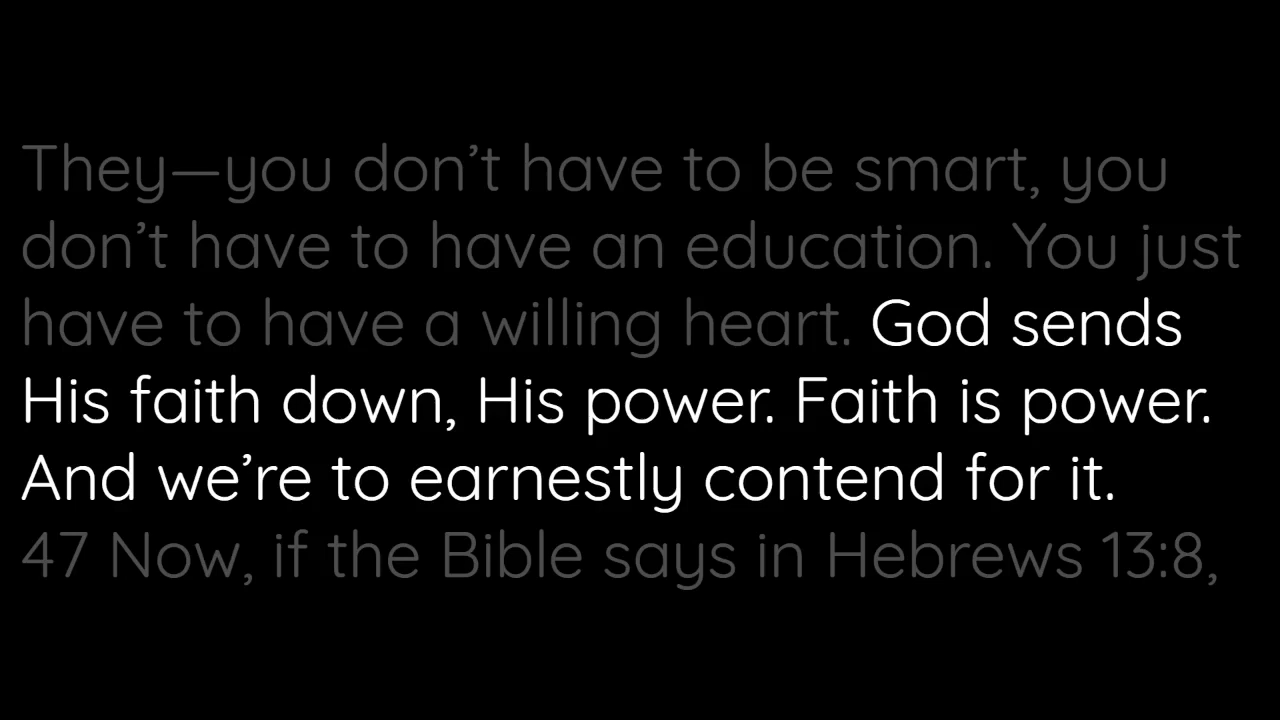 They—you don’t have to be smart, you
don’t have to have an education. You just
have to have a willing heart. God sends
His faith down, His power. Faith is power.
And we’re to earnestly contend for it.
47 Now, if the Bible says in Hebrews 13:8,